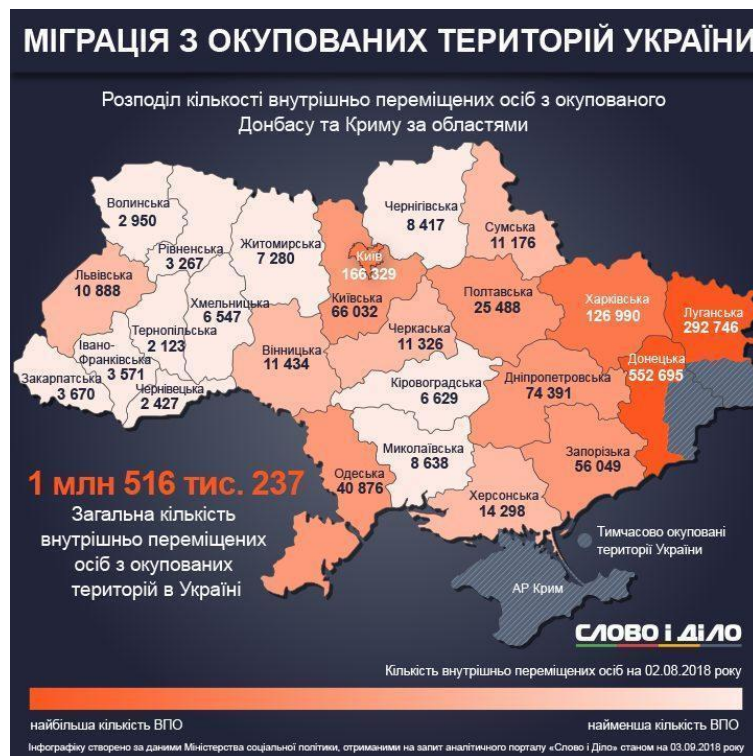 МІГРАЦІЯ З ОКУПОВАНИХ ТЕРИТОРІЙ УКРАЇНИ
Розподіл кількості внутрішньо переміщених осіб з окупованого
Донбасу та Криму за областями
Волинська
2 950
Рівненська
3 267
Житомирська
7 280
Київ
166 329
Київська
66 032
Чернігівська
8 417
Сумська
11 176
Львівська
10 888
Тернопільська
2 123
Хмельницька
6 547
Вінницька
11 434
Черкаська
11 326
Полтавська
25 488
Харківська
126 990
Луганська
292 746
Івано-
Франківська
3 571
Закарпатська
3 670
Чернівецька
2 427
Кіровоградська
6 629
Дніпропетровська
74 391
Донецька
552 695
Одеська
40 876
Миколаївська
8 638
Запорізька
56 049
Херсонська
14 298
1 млн 516 тис. 237
Загальна кількість
внутрішньо переміщених
осіб з окупованих
територій в Україні
Тимчасово окуповані
території України
АР Крим
СЛОВО і ДіЛО
Кількість внутрішньо переміщених осіб на 02.08.2018 року
найбільша кількість ВПО
найменша кількість ВПО
Інфографіку створено за даними Міністерства соціальної політики, отриманими на запит аналітичного порталу «Слово і Діло» станом на 03.09.2018 року